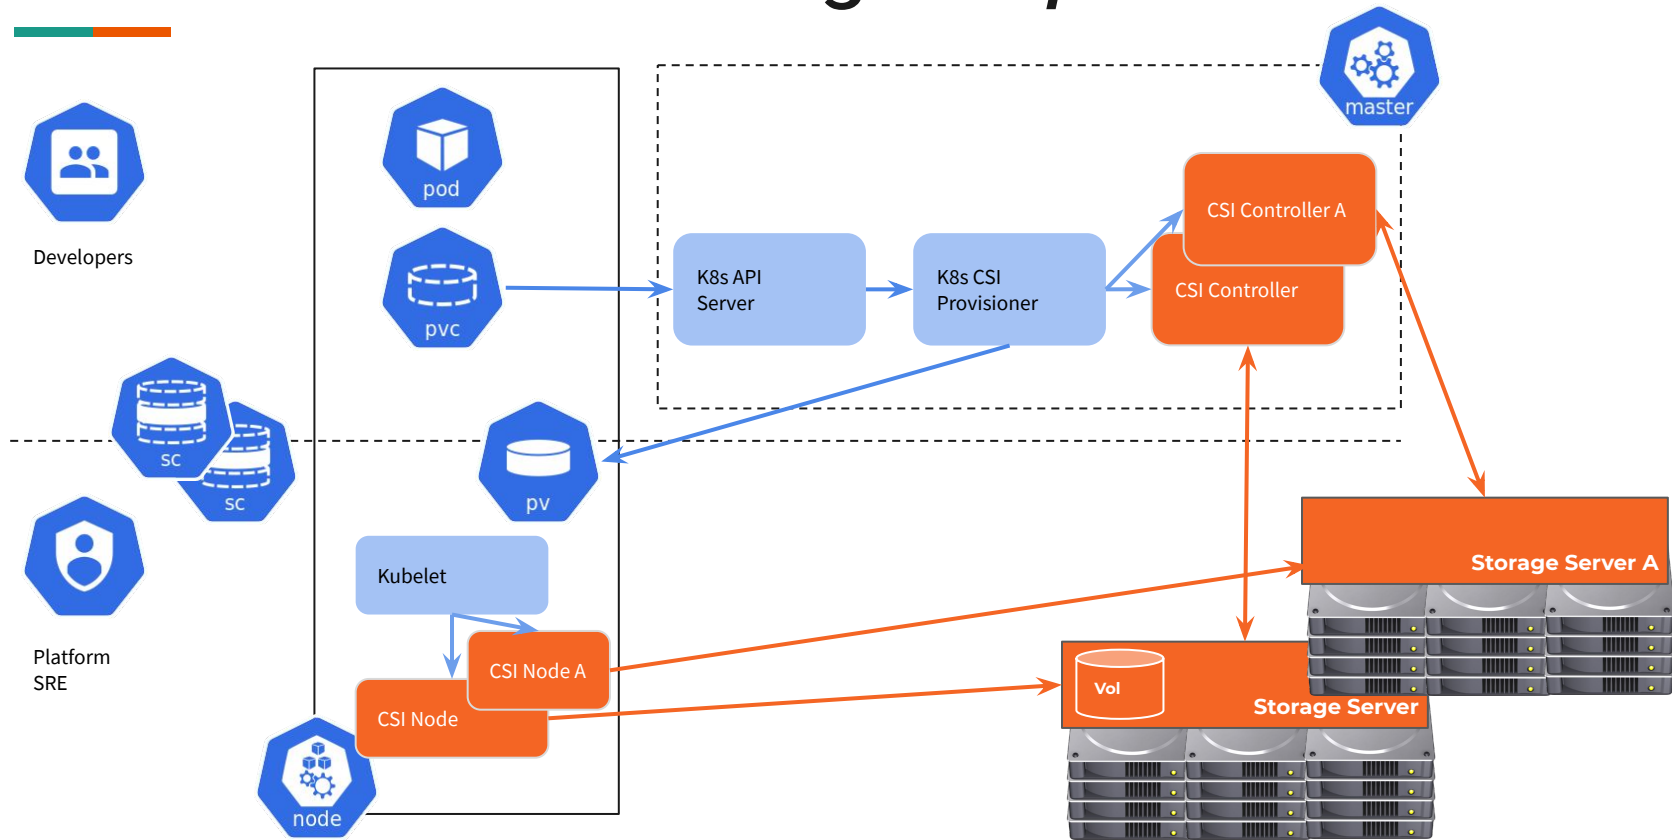 master
pod
Developers
CSI Controller A
K8s API
Server
K8s CSI
Provisioner
CSI Controller
pvc
sc
sc
pv
Kubelet
Storage Server A
Platform
SRE
CSI Node A
CSI Node
Vol
Storage Server
node